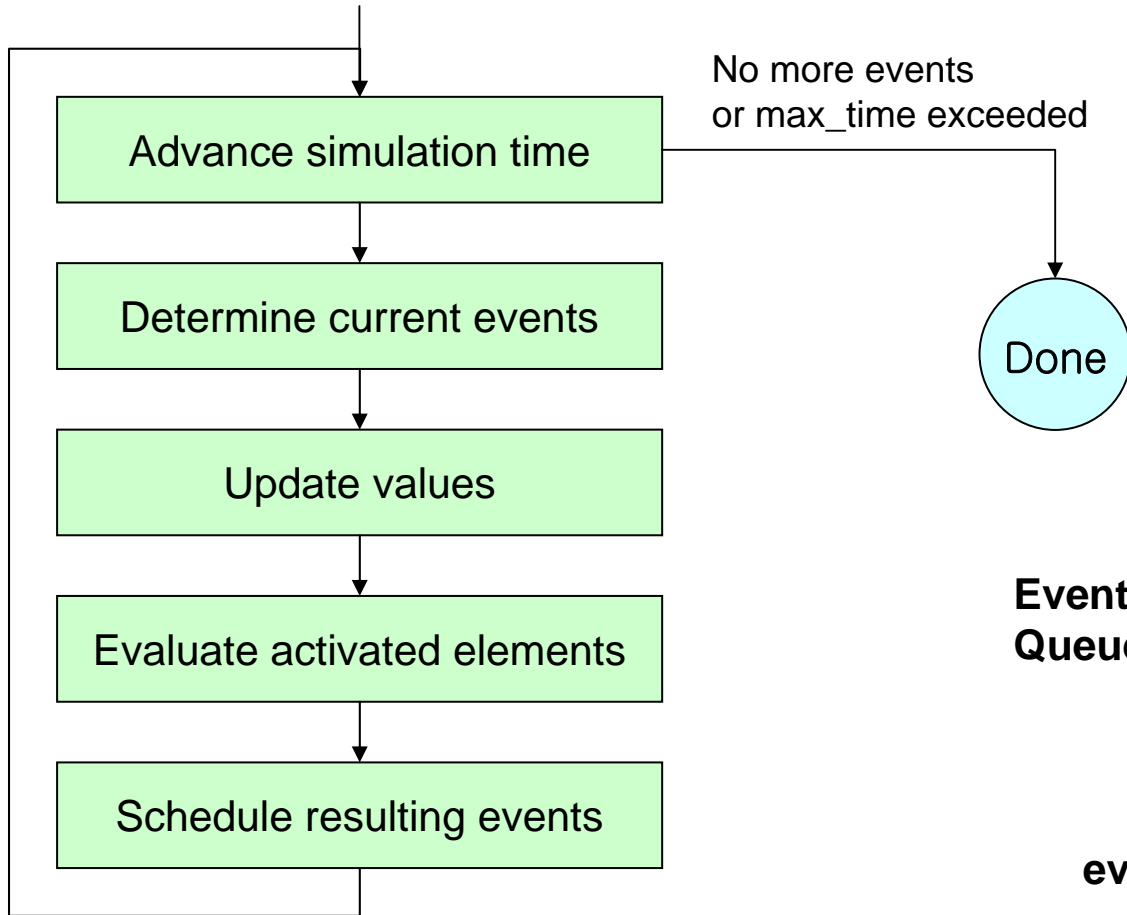 No more events
or max_time exceeded
Advance simulation time
Determine current events
Done
Update values
Event
Evaluate activated elements
Schedule resulting events